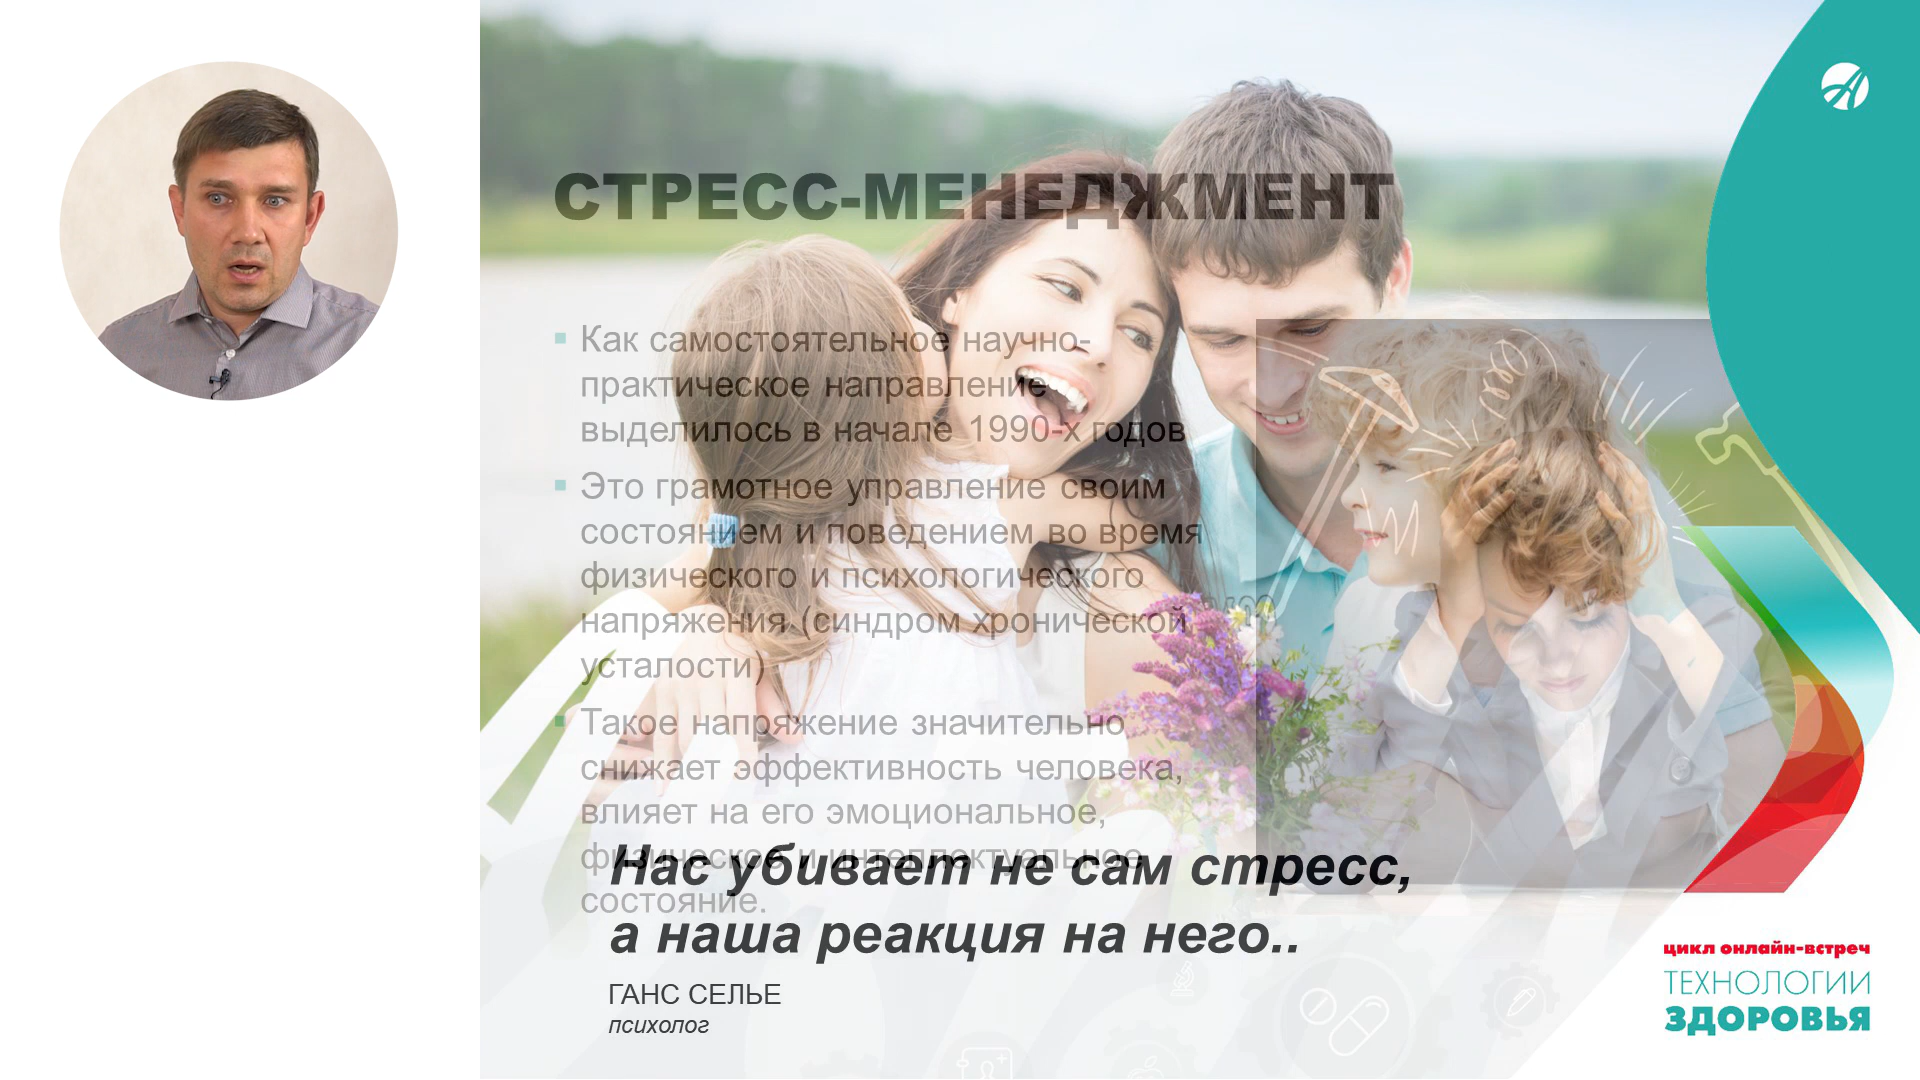 СТРЕСС-МЕНЕДЖМЕНТ
Как самостоятельное научно-
практическое направление
выделилось в начале 1990-х годов
Это грамотное управление своим
состоянием и поведением во время
физического и психологического
напряжения (синдром хронической
усталости)
Такое напряжение значительно
снижает эффективность человека,
влияет на его эмоциональное,
физическое и интеллектуальное
состояние.
Нас убивает не сам стресс,
а наша реакция на него..
ГАНС СЕЛЬЕ
психолог
цикл онлайн-встреч
ТЕХНОЛОГИИ
ЗДОРОВЬЯ